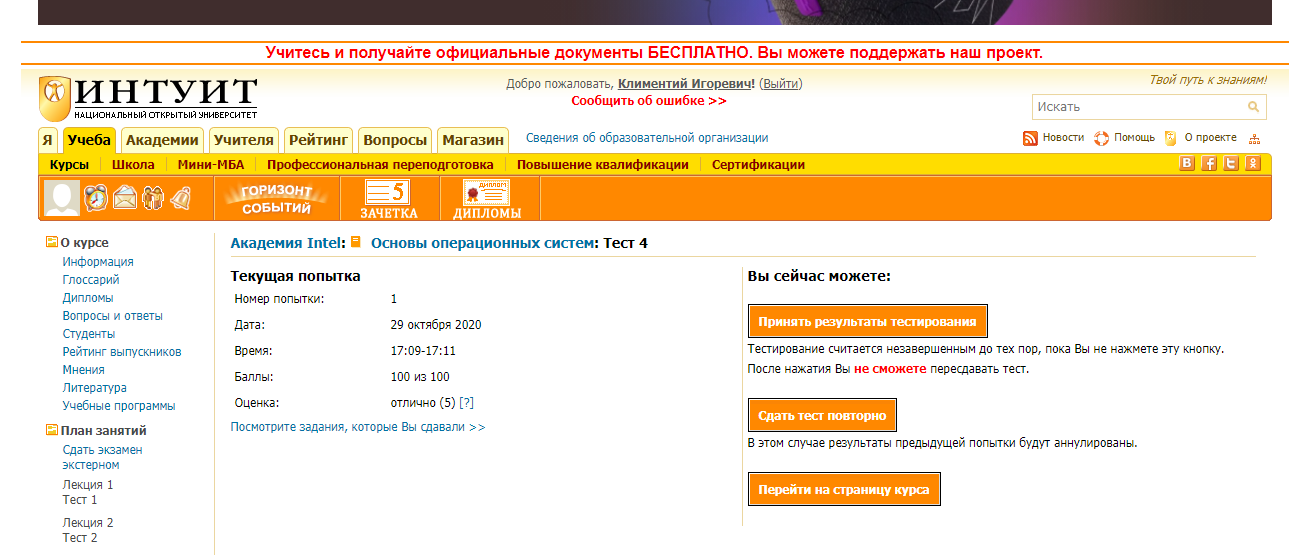 Учитесь и получайте официальные документы БЕСПЛАТНО. Вы можете поддержать наш проект.
ИНТУИТ
НАЦИОНАЛЬНЫЙ ОТКРЫТЫЙ УНИВЕРСИТЕТ
Добро пожаловать, Климентий Игоревич! (Выйти)
Сообщить об ошибке >>
Твой путь к знаниям!
Искать
Я Учеба Академии Учителя Рейтинг Вопросы Магазин Сведения об образовательной организации
Новости Помощь О проекте
Курсы Школа Мини-МБА Профессиональная переподготовка Повышение квалификации Сертификации
ГОРИЗОНТ
СОБЫТИЙ
5
ЗАЧЕТКА
ДИПЛОМ
ДИПЛОМЫ
О курсе
Информация
Глоссарий
Дипломы
Вопросы и ответы
Студенты
Рейтинг выпускников
Мнения
Литература
Учебные программы
План занятий
Сдать экзамен
экстерном
Лекция 1
Тест 1
Лекция 2
Тест 2
Академия Intel: Основы операционных систем: Тест 4
Текущая попытка
Номер попытки: 1
Дата: 29 октября 2020
Время: 17:09-17:11
Баллы: 100 из 100
Оценка: отлично (5) [?]
Посмотрите задания, которые Вы сдавали >>
Вы сейчас можете:
Принять результаты тестирования
Тестирование считается незавершенным до тех пор, пока Вы не нажмете эту кнопку.
После нажатия Вы не сможете пересдавать тест.
Сдать тест повторно
В этом случае результаты предыдущей попытки будут аннулированы.
Перейти на страницу курса